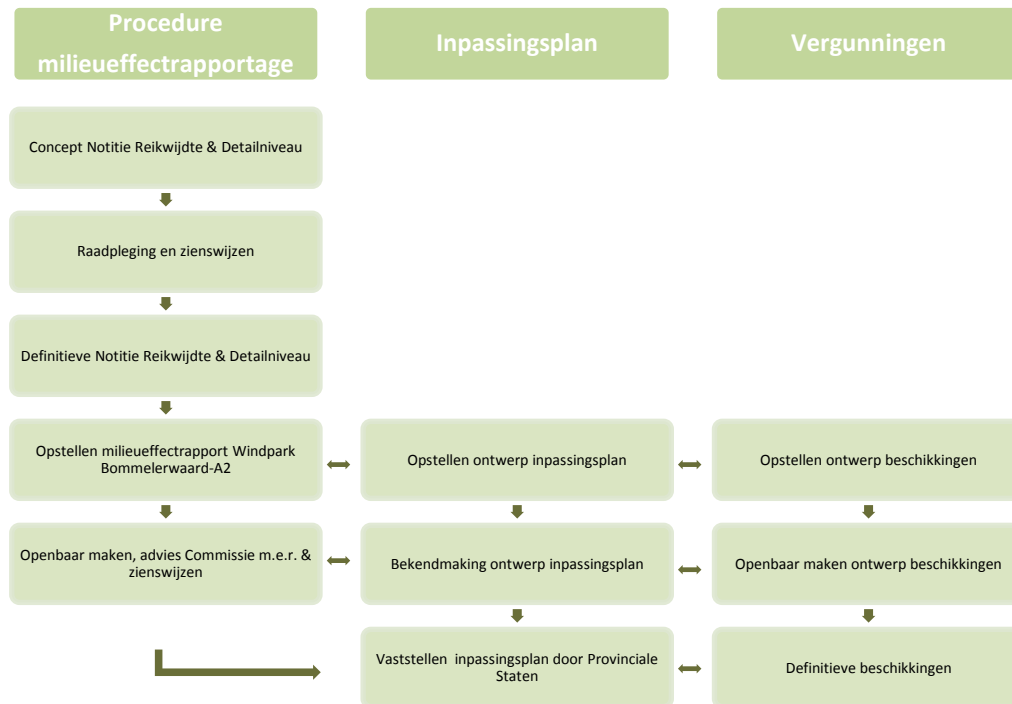 Procedure
milieueffectrapportage
Inpassingsplan
Vergunningen
Concept Notitie Reikwijdte & Detailniveau
Raadpleging en zienswijzen
Definitieve Notitie Reikwijdte & Detailniveau
Opstellen milieueffectrapport Windpark
Bommelerwaard-A2
Opstellen ontwerp inpassingsplan
Opstellen ontwerp beschikkingen
Openbaar maken, advies Commissie m.e.r. &
zienswijzen
Bekendmaking ontwerp inpassingsplan
Openbaar maken ontwerp beschikkingen
Vaststellen inpassingsplan door Provinciale
Staten
Definitieve beschikkingen